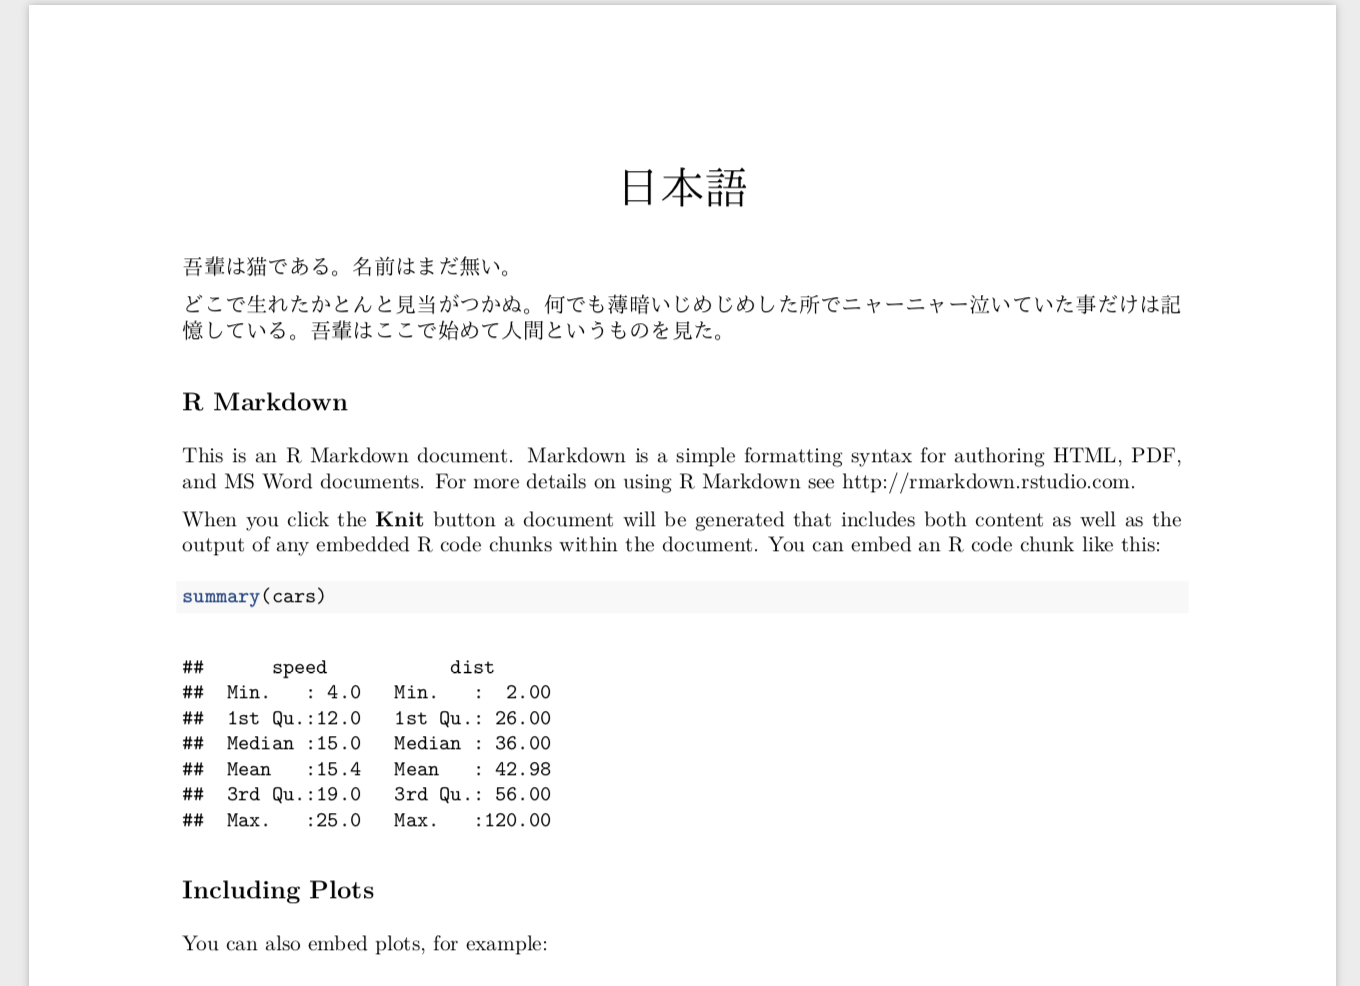 日本語
吾輩は猫である。名前はまだ無い。
どこで生れたかとんと見当がつかぬ。何でも薄暗いじめじめした所でニャーニャー泣いていた事だけは記
憶している。吾輩はここで始めて人間というものを見た。
R Markdown
This is an R Markdown document. Markdown is a simple formatting syntax for authoring HTML, PDF,
and MS Word documents. For more details on using R Markdown see http://rmarkdown.rstudio.com.
When you click the Knit button a document will be generated that includes both content as well as the
output of any embedded R code chunks within the document. You can embed an R code chunk like this:
summary(cars)
##      speed           dist
##  Min.   : 4.0   Min.   :  2.00
##  1st Qu.:12.0   1st Qu.: 26.00
##  Median :15.0   Median : 36.00
##  Mean   :15.4   Mean   : 42.98
##  3rd Qu.:19.0   3rd Qu.: 56.00
##  Max.   :25.0   Max.   :120.00
Including Plots
You can also embed plots, for example: